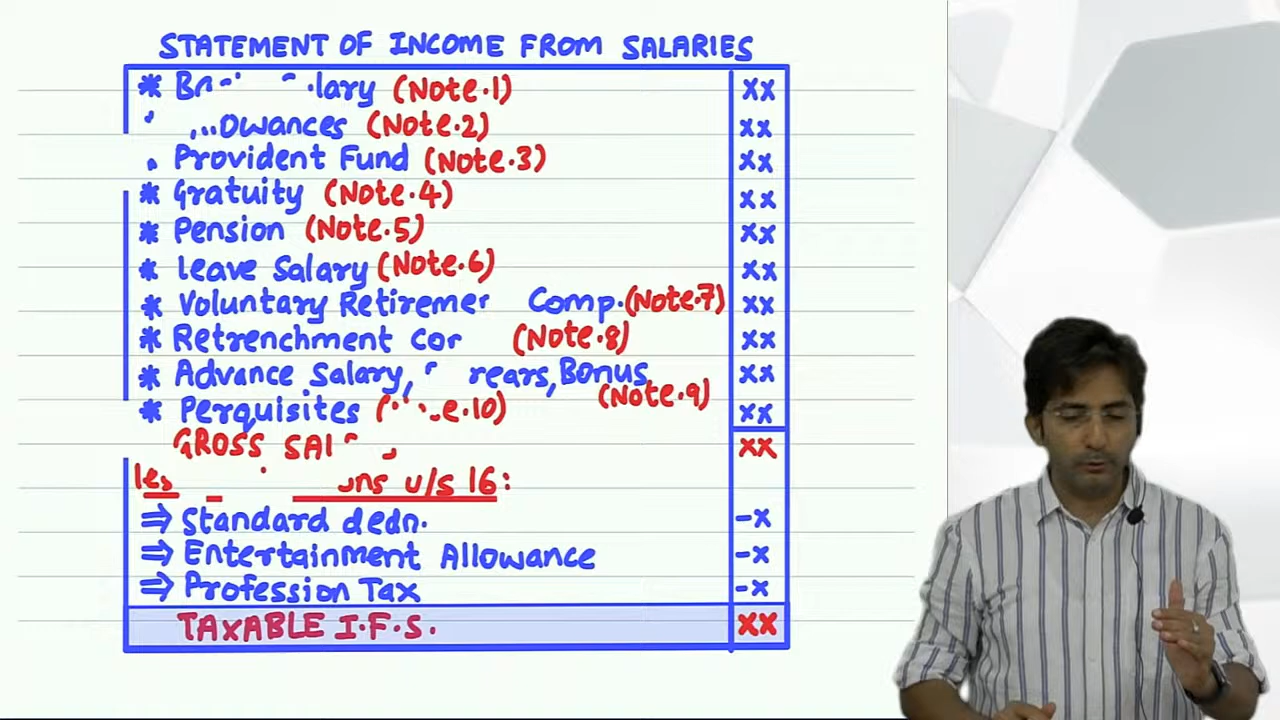 STATEMENT OF INCOME FROM SALARIES
* (Note.1) XX
(Note.2) XX
Provident Fund (Note.3) XX
* Gratuity (Note.4) XX
* Pension (Note.5) XX
* Leave Salary (Note.6) XX
* Voluntary Comp. (Note.7) XX
* Retrenchment (Note.8) XX
* Advance Salary, Bonus (Note.9) XX
* Perquisites XX
GROSS XX
u/s 16:
⇒ Standard dedn. -X
⇒ Entertainment Allowance -X
⇒ Profession Tax -X
TAXABLE I.F.S. XX